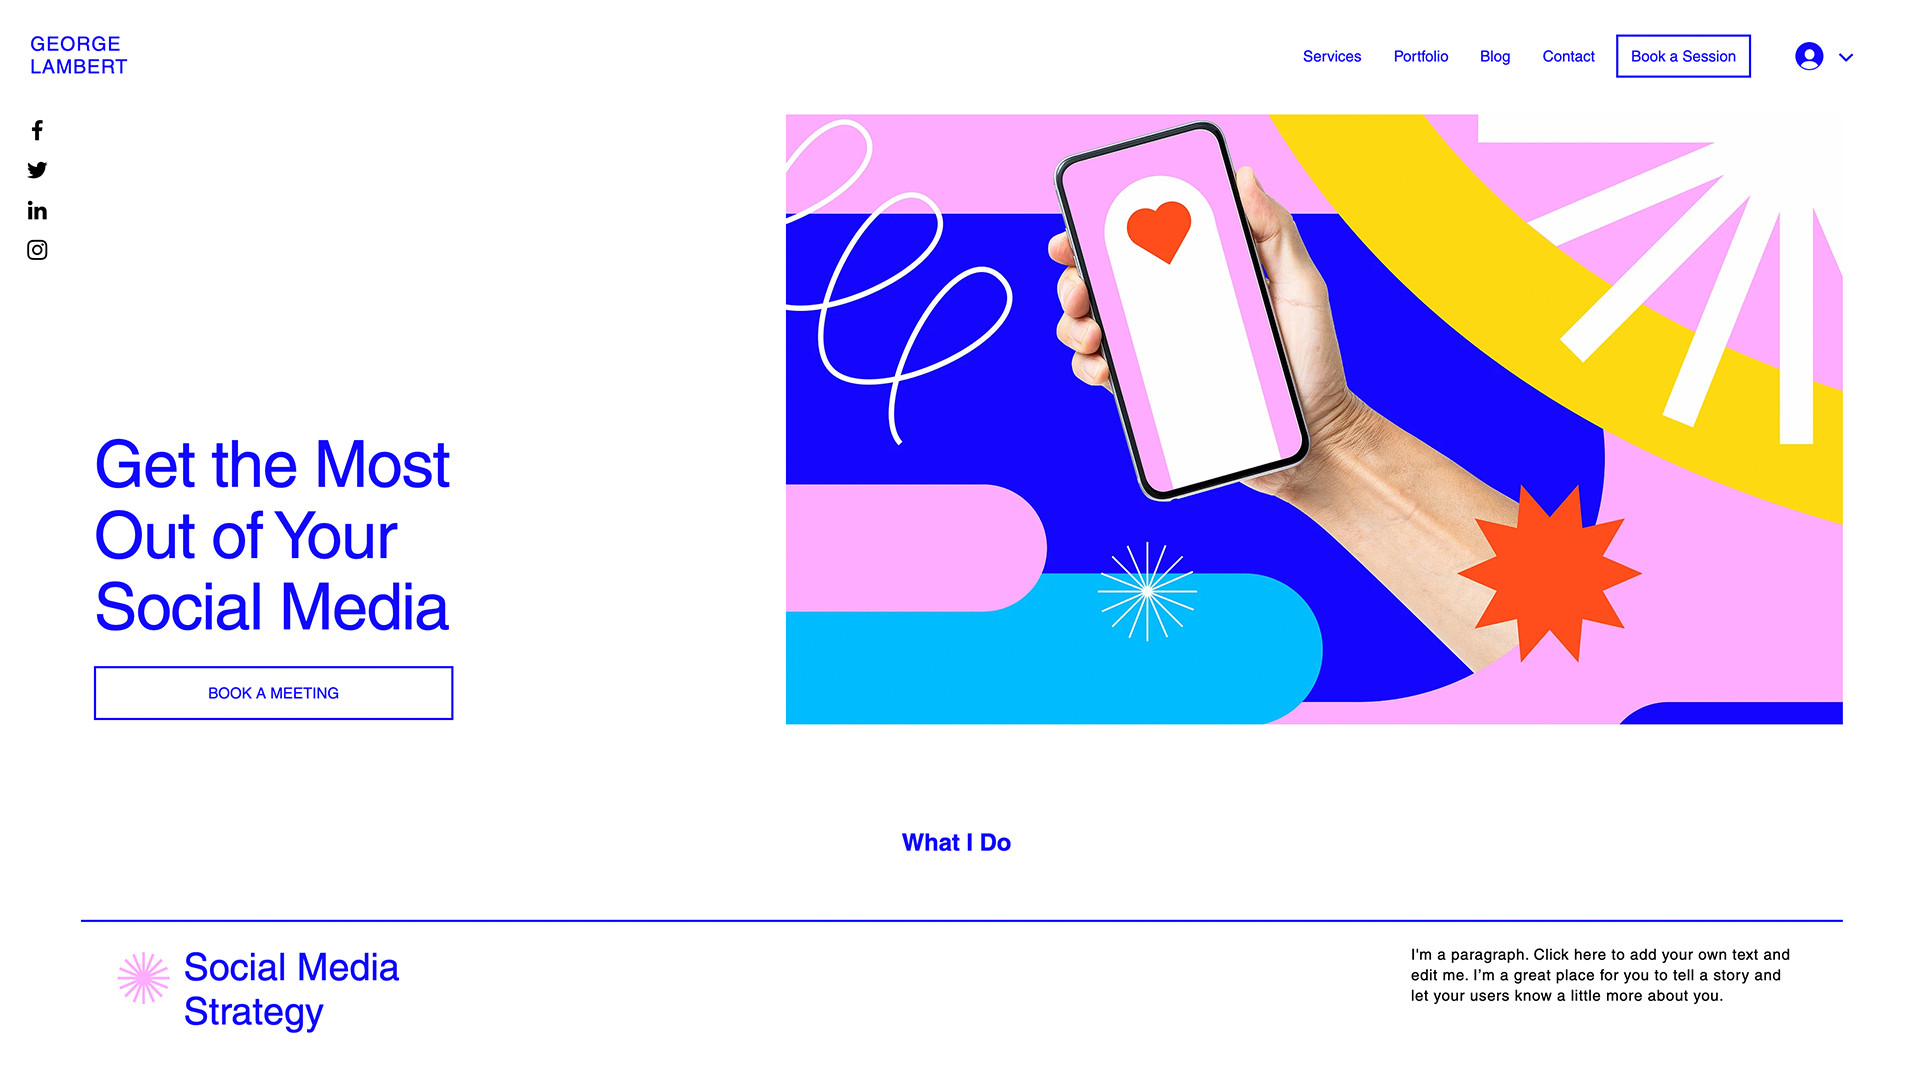 GEORGE
LAMBERT
Services
Portfolio
Blog
Contact
Book a Session
Get the Most
Out of Your
Social Media
BOOK A MEETING
What I Do
Social Media
Strategy
I'm a paragraph. Click here to add your own text and
edit me. I’m a great place for you to tell a story and
let your users know a little more about you.